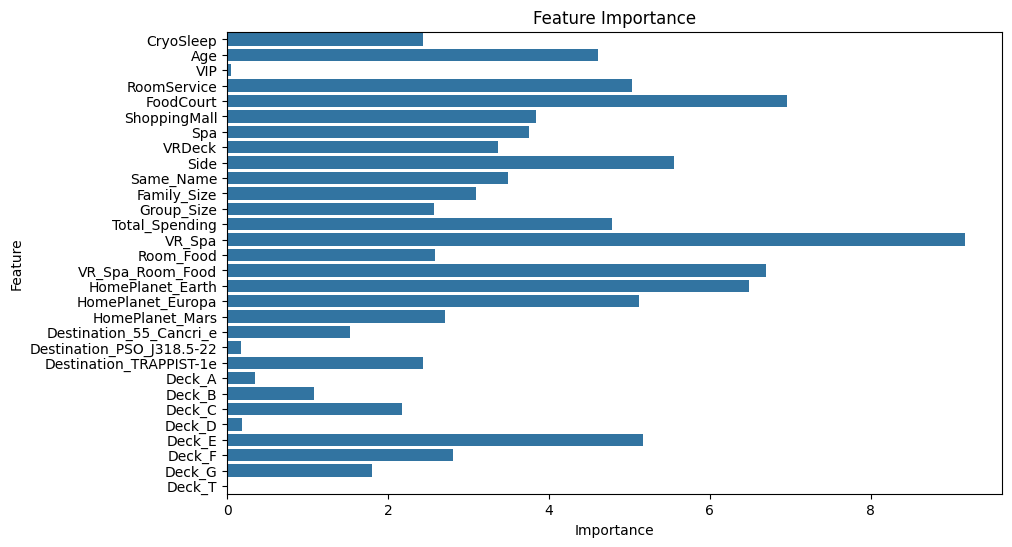 Feature Importance
CryoSleep
Age
VIP
RoomService
FoodCourt
ShoppingMall
Spa
VRDeck
Side
Same_Name
Family_Size
Group_Size
Total_Spending
VR_Spa
Room_Food
VR_Spa_Room_Food
HomePlanet_Earth
HomePlanet_Europa
HomePlanet_Mars
Destination_55_Cancri_e
Destination_PSO_J318.5-22
Destination_TRAPPIST-1e
Deck_A
Deck_B
Deck_C
Deck_D
Deck_E
Deck_F
Deck_G
Deck_T
Feature
0 2 4 6 8
Importance